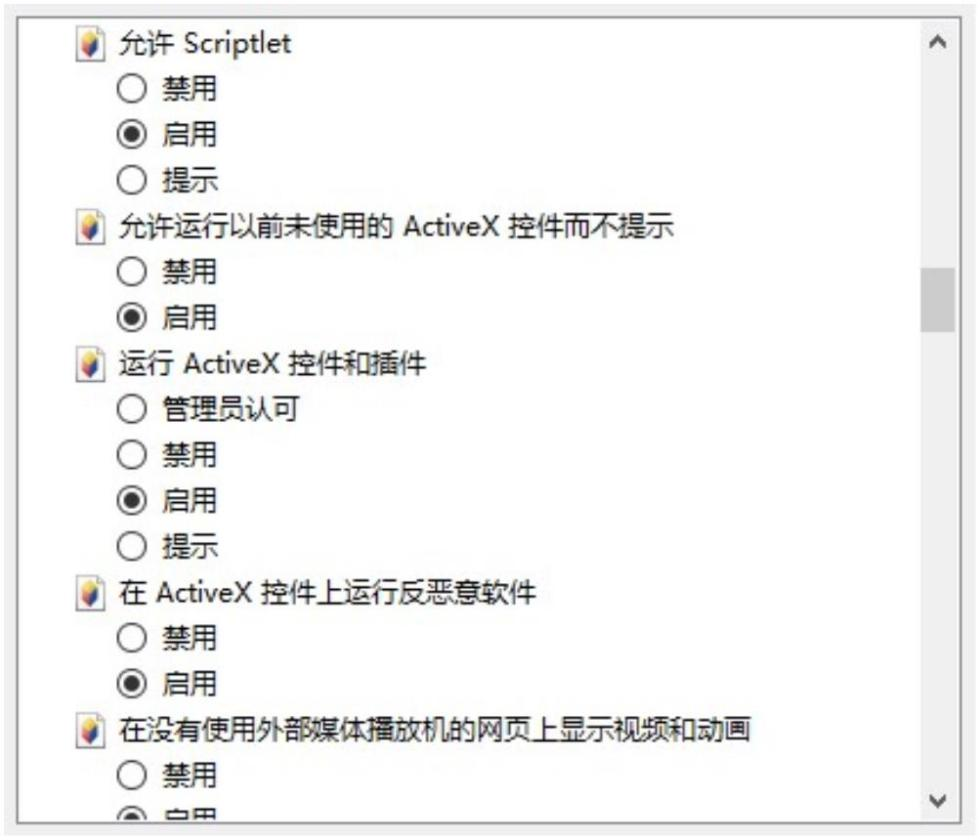 允许 Scriptlet
禁用
启用
提示
允许运行以前未使用的 ActiveX 控件而不提示
禁用
启用
运行 ActiveX 控件和插件
管理员认可
禁用
启用
提示
在 ActiveX 控件上运行反恶意软件
禁用
启用
在没有使用外部媒体播放机的网页上显示视频和动画
禁用
启用